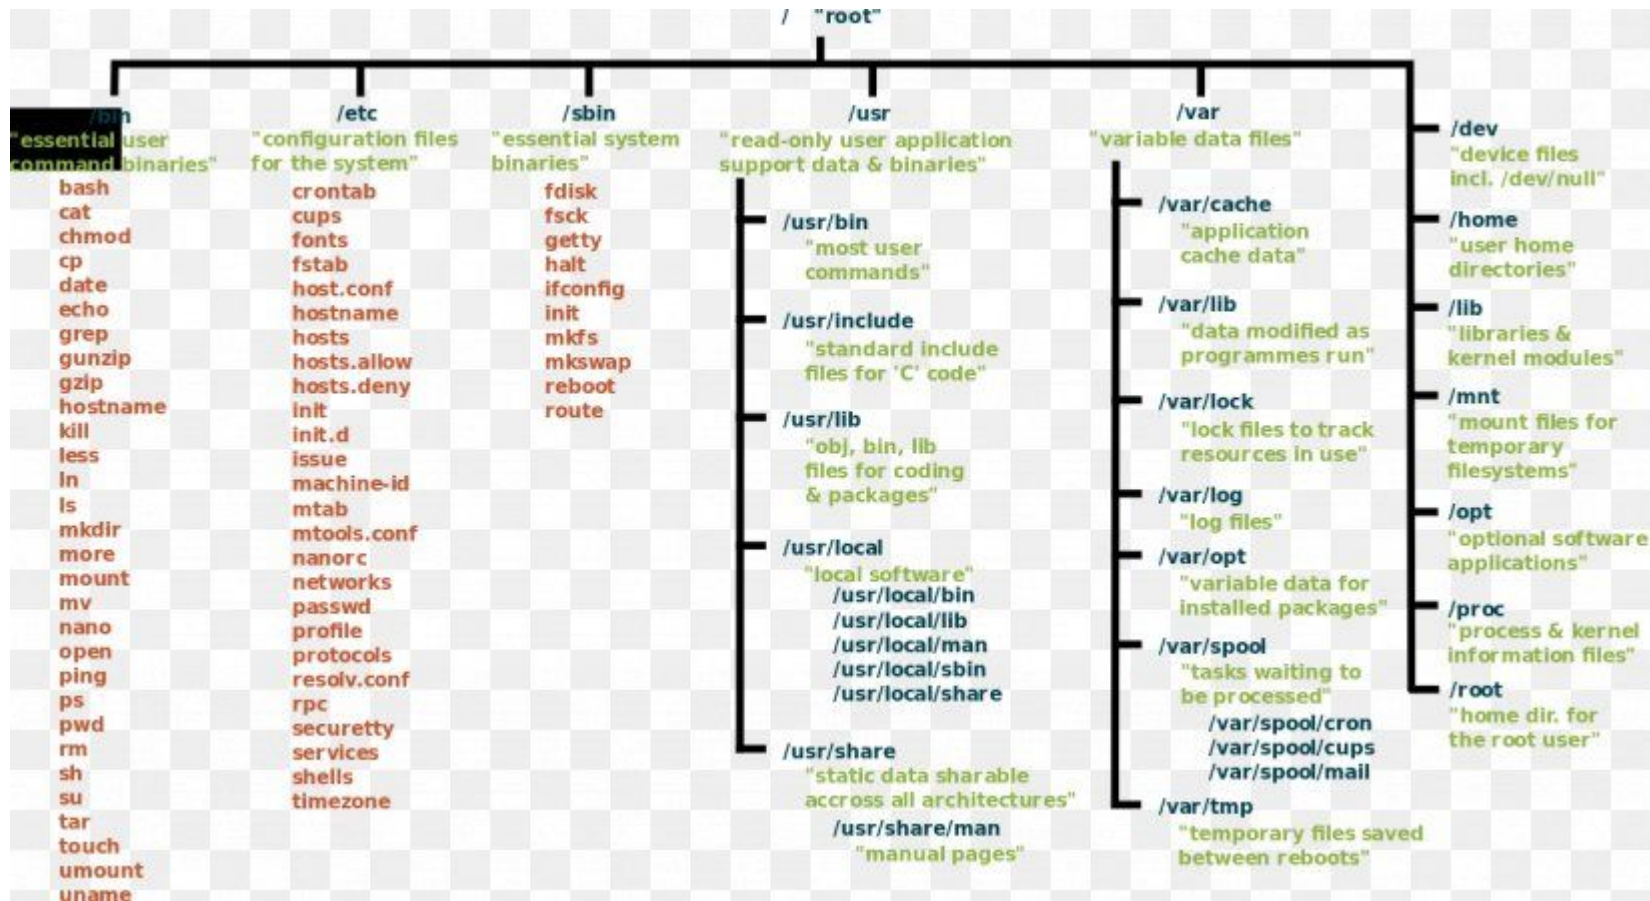 / "root"
/bin
"essential user
command binaries"
bash
cat
chmod
cp
date
echo
grep
gunzip
gzip
hostname
kill
less
ln
ls
mkdir
more
mount
mv
nano
open
ping
ps
pwd
rm
sh
su
tar
touch
umount
uname
/etc
"configuration files
for the system"
crontab
cups
fonts
fstab
host.conf
hostname
hosts
hosts.allow
hosts.deny
init
init.d
issue
machine-id
mtab
mtools.conf
nanorc
networks
passwd
profile
protocols
resolv.conf
rpc
securetty
services
shells
timezone
/sbin
"essential system
binaries"
fdisk
fsck
getty
halt
ifconfig
init
mkfs
mkswap
reboot
route
/usr
"read-only user application
support data & binaries"
/usr/bin
"most user
commands"
/usr/include
"standard include
files for 'C' code"
/usr/lib
"obj, bin, lib
files for coding
& packages"
/usr/local
"local software"
/usr/local/bin
/usr/local/lib
/usr/local/man
/usr/local/sbin
/usr/local/share
/usr/share
"static data sharable
accross all architectures"
/usr/share/man
"manual pages"
/var
"variable data files"
/var/cache
"application
cache data"
/var/lib
"data modified as
programmes run"
/var/lock
"lock files to track
resources in use"
/var/log
"log files"
/var/opt
"variable data for
installed packages"
/var/spool
"tasks waiting to
be processed"
/var/spool/cron
/var/spool/cups
/var/spool/mail
/var/tmp
"temporary files saved
between reboots"
/dev
"device files
incl. /dev/null"
/home
"user home
directories"
/lib
"libraries &
kernel modules"
/mnt
"mount files for
temporary
filesystems"
/opt
"optional software
applications"
/proc
"process & kernel
information files"
/root
"home dir. for
the root user"